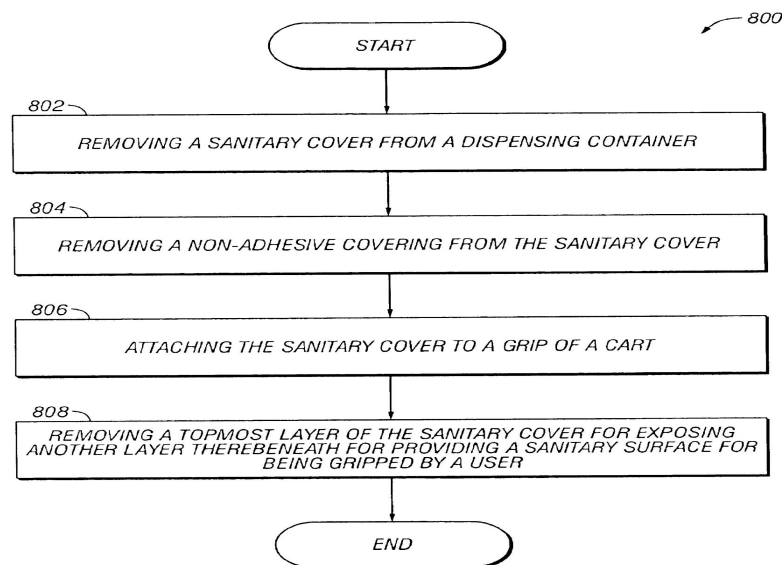 800
START
802
REMOVING A SANITARY COVER FROM A DISPENSING CONTAINER
804
REMOVING A NON-ADHESIVE COVERING FROM THE SANITARY COVER
806
ATTACHING THE SANITARY COVER TO A GRIP OF A CART
808
REMOVING A TOPMOST LAYER OF THE SANITARY COVER FOR EXPOSING
ANOTHER LAYER THEREBENEATH FOR PROVIDING A SANITARY SURFACE FOR
BEING GRIPPED BY A USER
END